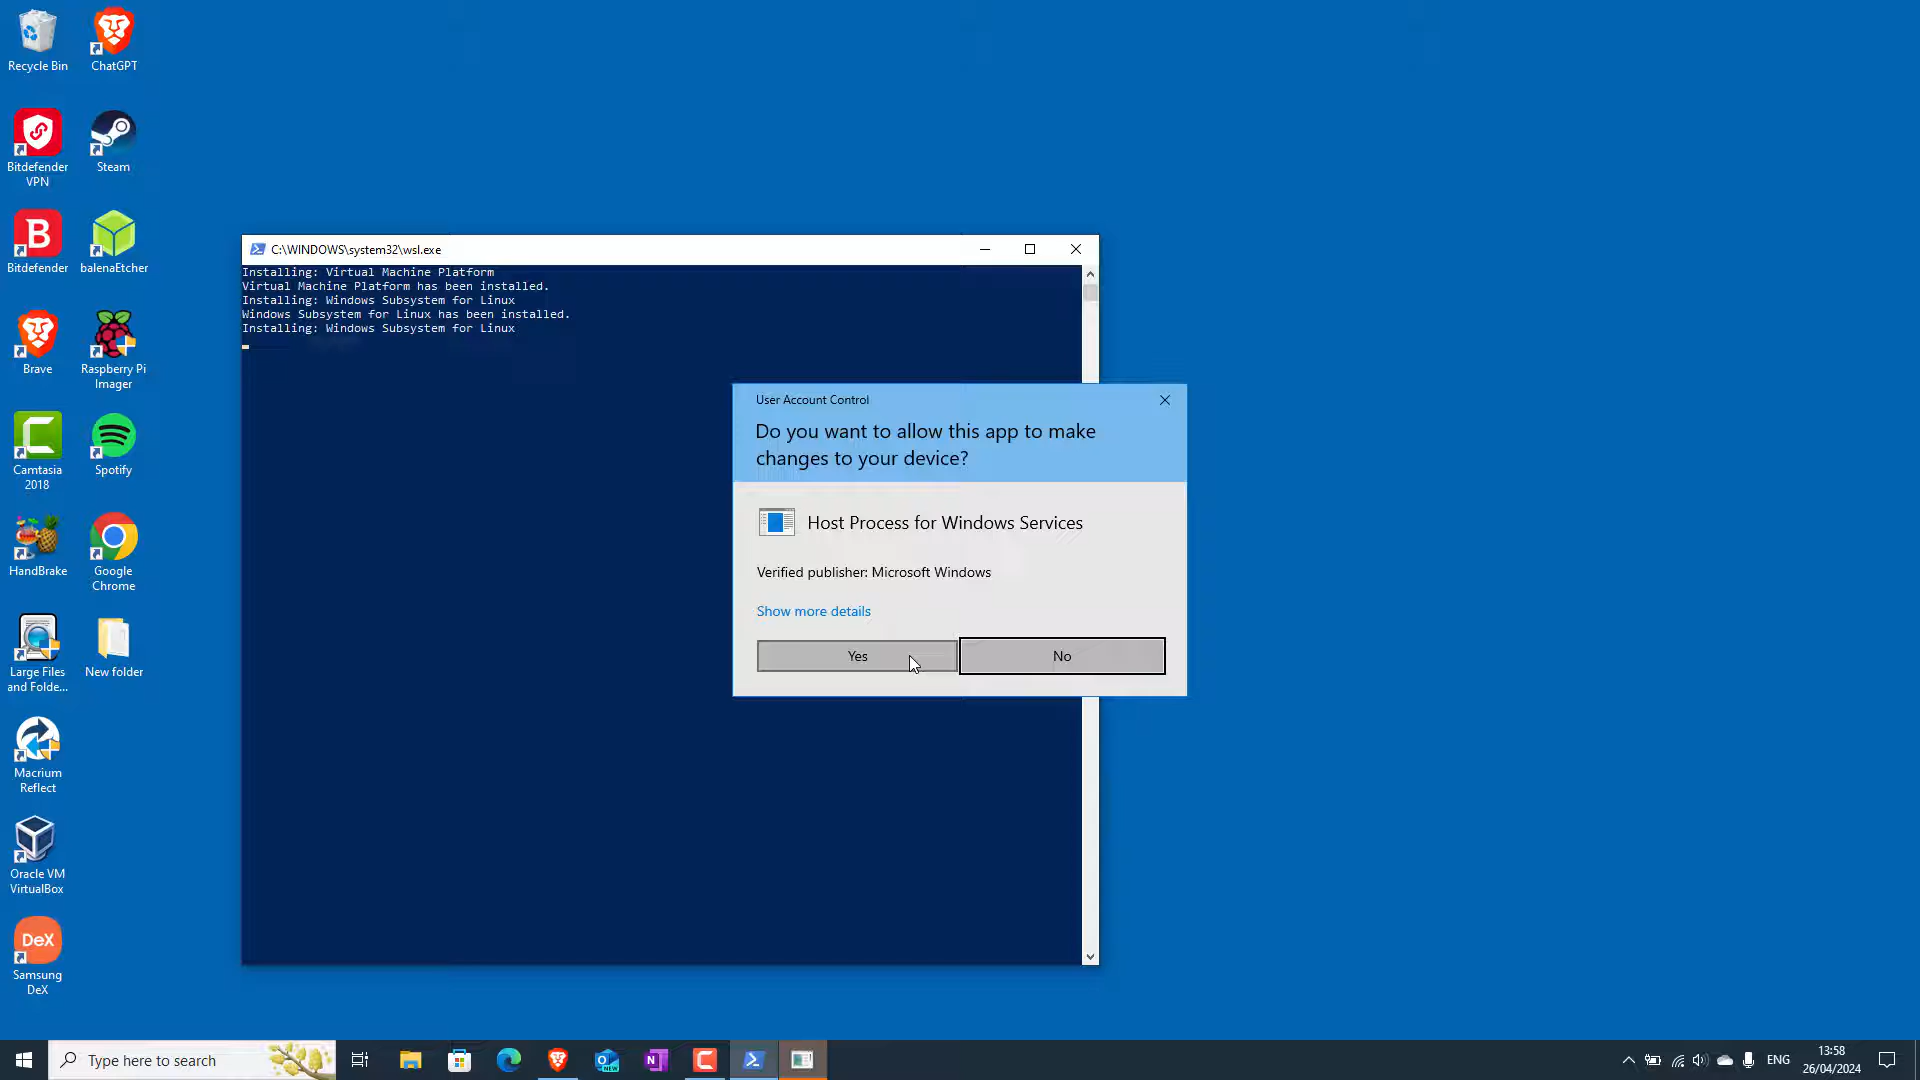 Recycle Bin
ChatGPT
Bitdefender
VPN
Steam
Bitdefender
balenaEtcher
Brave
Raspberry Pi
Imager
Camtasia
2018
Spotify
HandBrake
Google
Chrome
Large Files
and Folde...
New folder
Macrium
Reflect
Oracle VM
VirtualBox
DeX
Samsung
DeX
C:\WINDOWS\system32\wsl.exe
Installing: Virtual Machine Platform
Virtual Machine Platform has been installed.
Installing: Windows Subsystem for Linux
Windows Subsystem for Linux has been installed.
Installing: Windows Subsystem for Linux
User Account Control
Do you want to allow this app to make
changes to your device?
Host Process for Windows Services
Verified publisher: Microsoft Windows
Show more details
Yes
No
Type here to search
ENG
13:58
26/04/2024